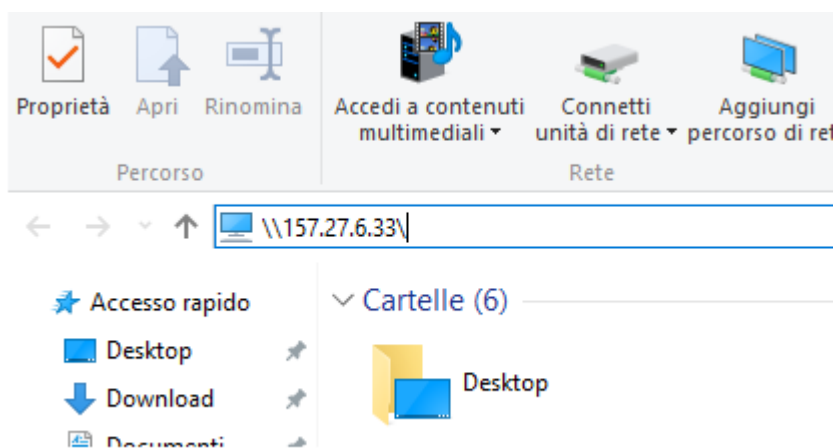 Proprietà Apri Rinomina Accedi a contenuti Connetti Aggiungi
multimediali unità di rete percorso di ret
Percorso Rete
\\157.27.6.33\
Accesso rapido Cartelle (6)
Desktop
Desktop
Download
Documenti